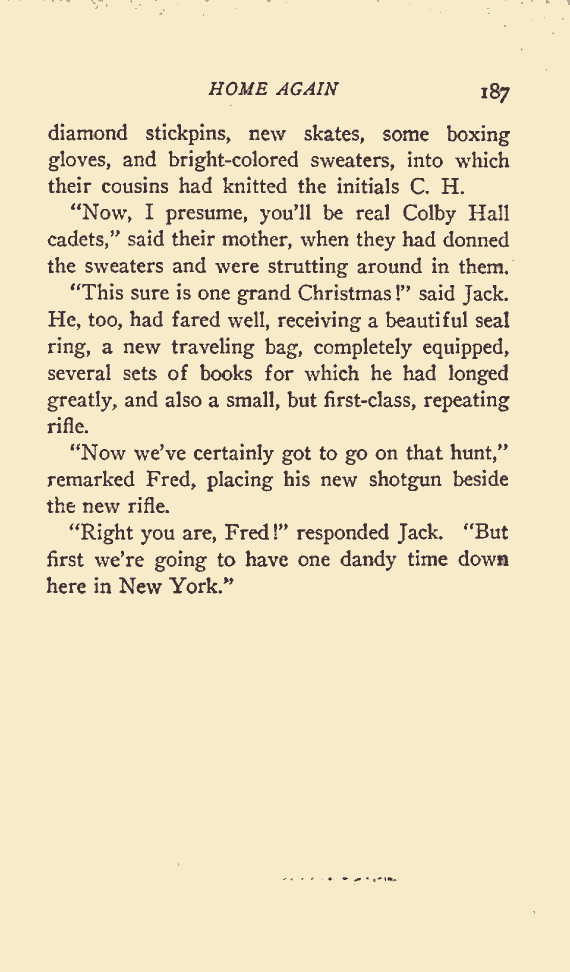 HOME AGAIN 187
diamond stickpins, new skates, some boxing
gloves, and bright-colored sweaters, into which
their cousins had knitted the initials C. H.
“Now, I presume, you’ll be real Colby Hall
cadets,” said their mother, when they had donned
the sweaters and were strutting around in them.
“This sure is one grand Christmas!” said Jack.
He, too, had fared well, receiving a beautiful seal
ring, a new traveling bag, completely equipped,
several sets of books for which he had longed
greatly, and also a small, but first-class, repeating
rifle.
“Now we’ve certainly got to go on that hunt,”
remarked Fred, placing his new shotgun beside
the new rifle.
“Right you are, Fred!” responded Jack. “But
first we’re going to have one dandy time down
here in New York.”